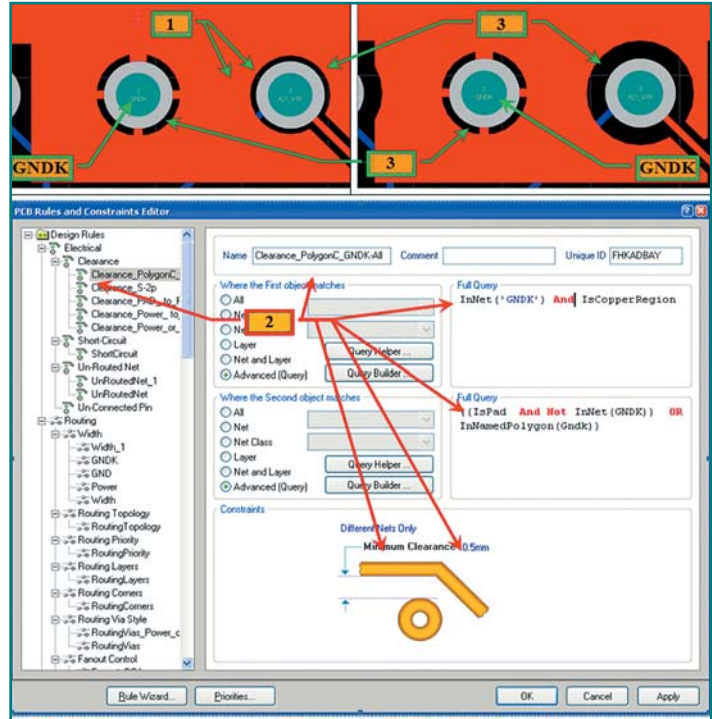 1
3
GNDK
3
GNDK
GNDK
GNDK
PCB Rules and Constraints Editor
Design Rules
Electrical
Clearance
Clearance_PolygonC_
Clearance_S-2p
Clearance_PAD_to_P
Clearance_Power_to_
Clearance_Power_or_
Short-Circuit
ShortCircuit
Un-Routed Net
UnRoutedNet_1
UnRoutedNet
Un-Connected Pin
Routing
Width
Width_1
GNDK
GND
Power
Width
Routing Topology
RoutingTopology
Routing Priority
RoutingPriority
Routing Layers
RoutingLayers
Routing Corners
RoutingCorners
Routing Via Style
RoutingVias_Power_c
RoutingVias
Fanout Control
Name Clearance_PolygonC_GNDK-All Comment Unique ID FHKADBAY
Where the First object matches
All
Layer
Net and Layer
Advanced (Query)
2
Query Helper ...
Query Builder ...
Full Query
InNet('GNDK') And IsCopperRegion
Where the Second object matches
All
Net
Net Class
Layer
Net and Layer
Advanced (Query)
Query Helper ...
Query Builder ...
Full Query
((IsPad And Not InNet(GNDK)) OR
InNamedPolygon(Gndk))
Constraints
Different Nets Only
Minimum Clearance 0.5mm
Rule Wizard... Priorities... OK Cancel Apply